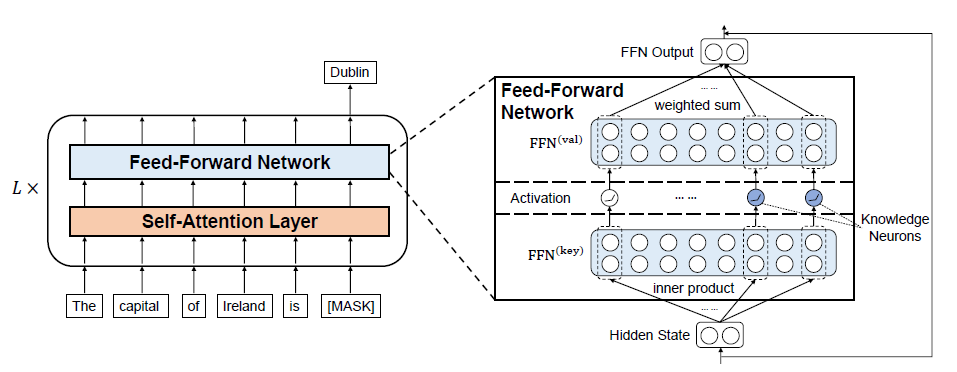 Dublin
Feed-Forward Network
L ×
Self-Attention Layer
The capital of Ireland is [MASK]
FFN Output
Feed-Forward
Network
... ...
weighted sum
FFN(val)
Activation
... ...
Knowledge
Neurons
FFN(key)
inner product
... ...
Hidden State